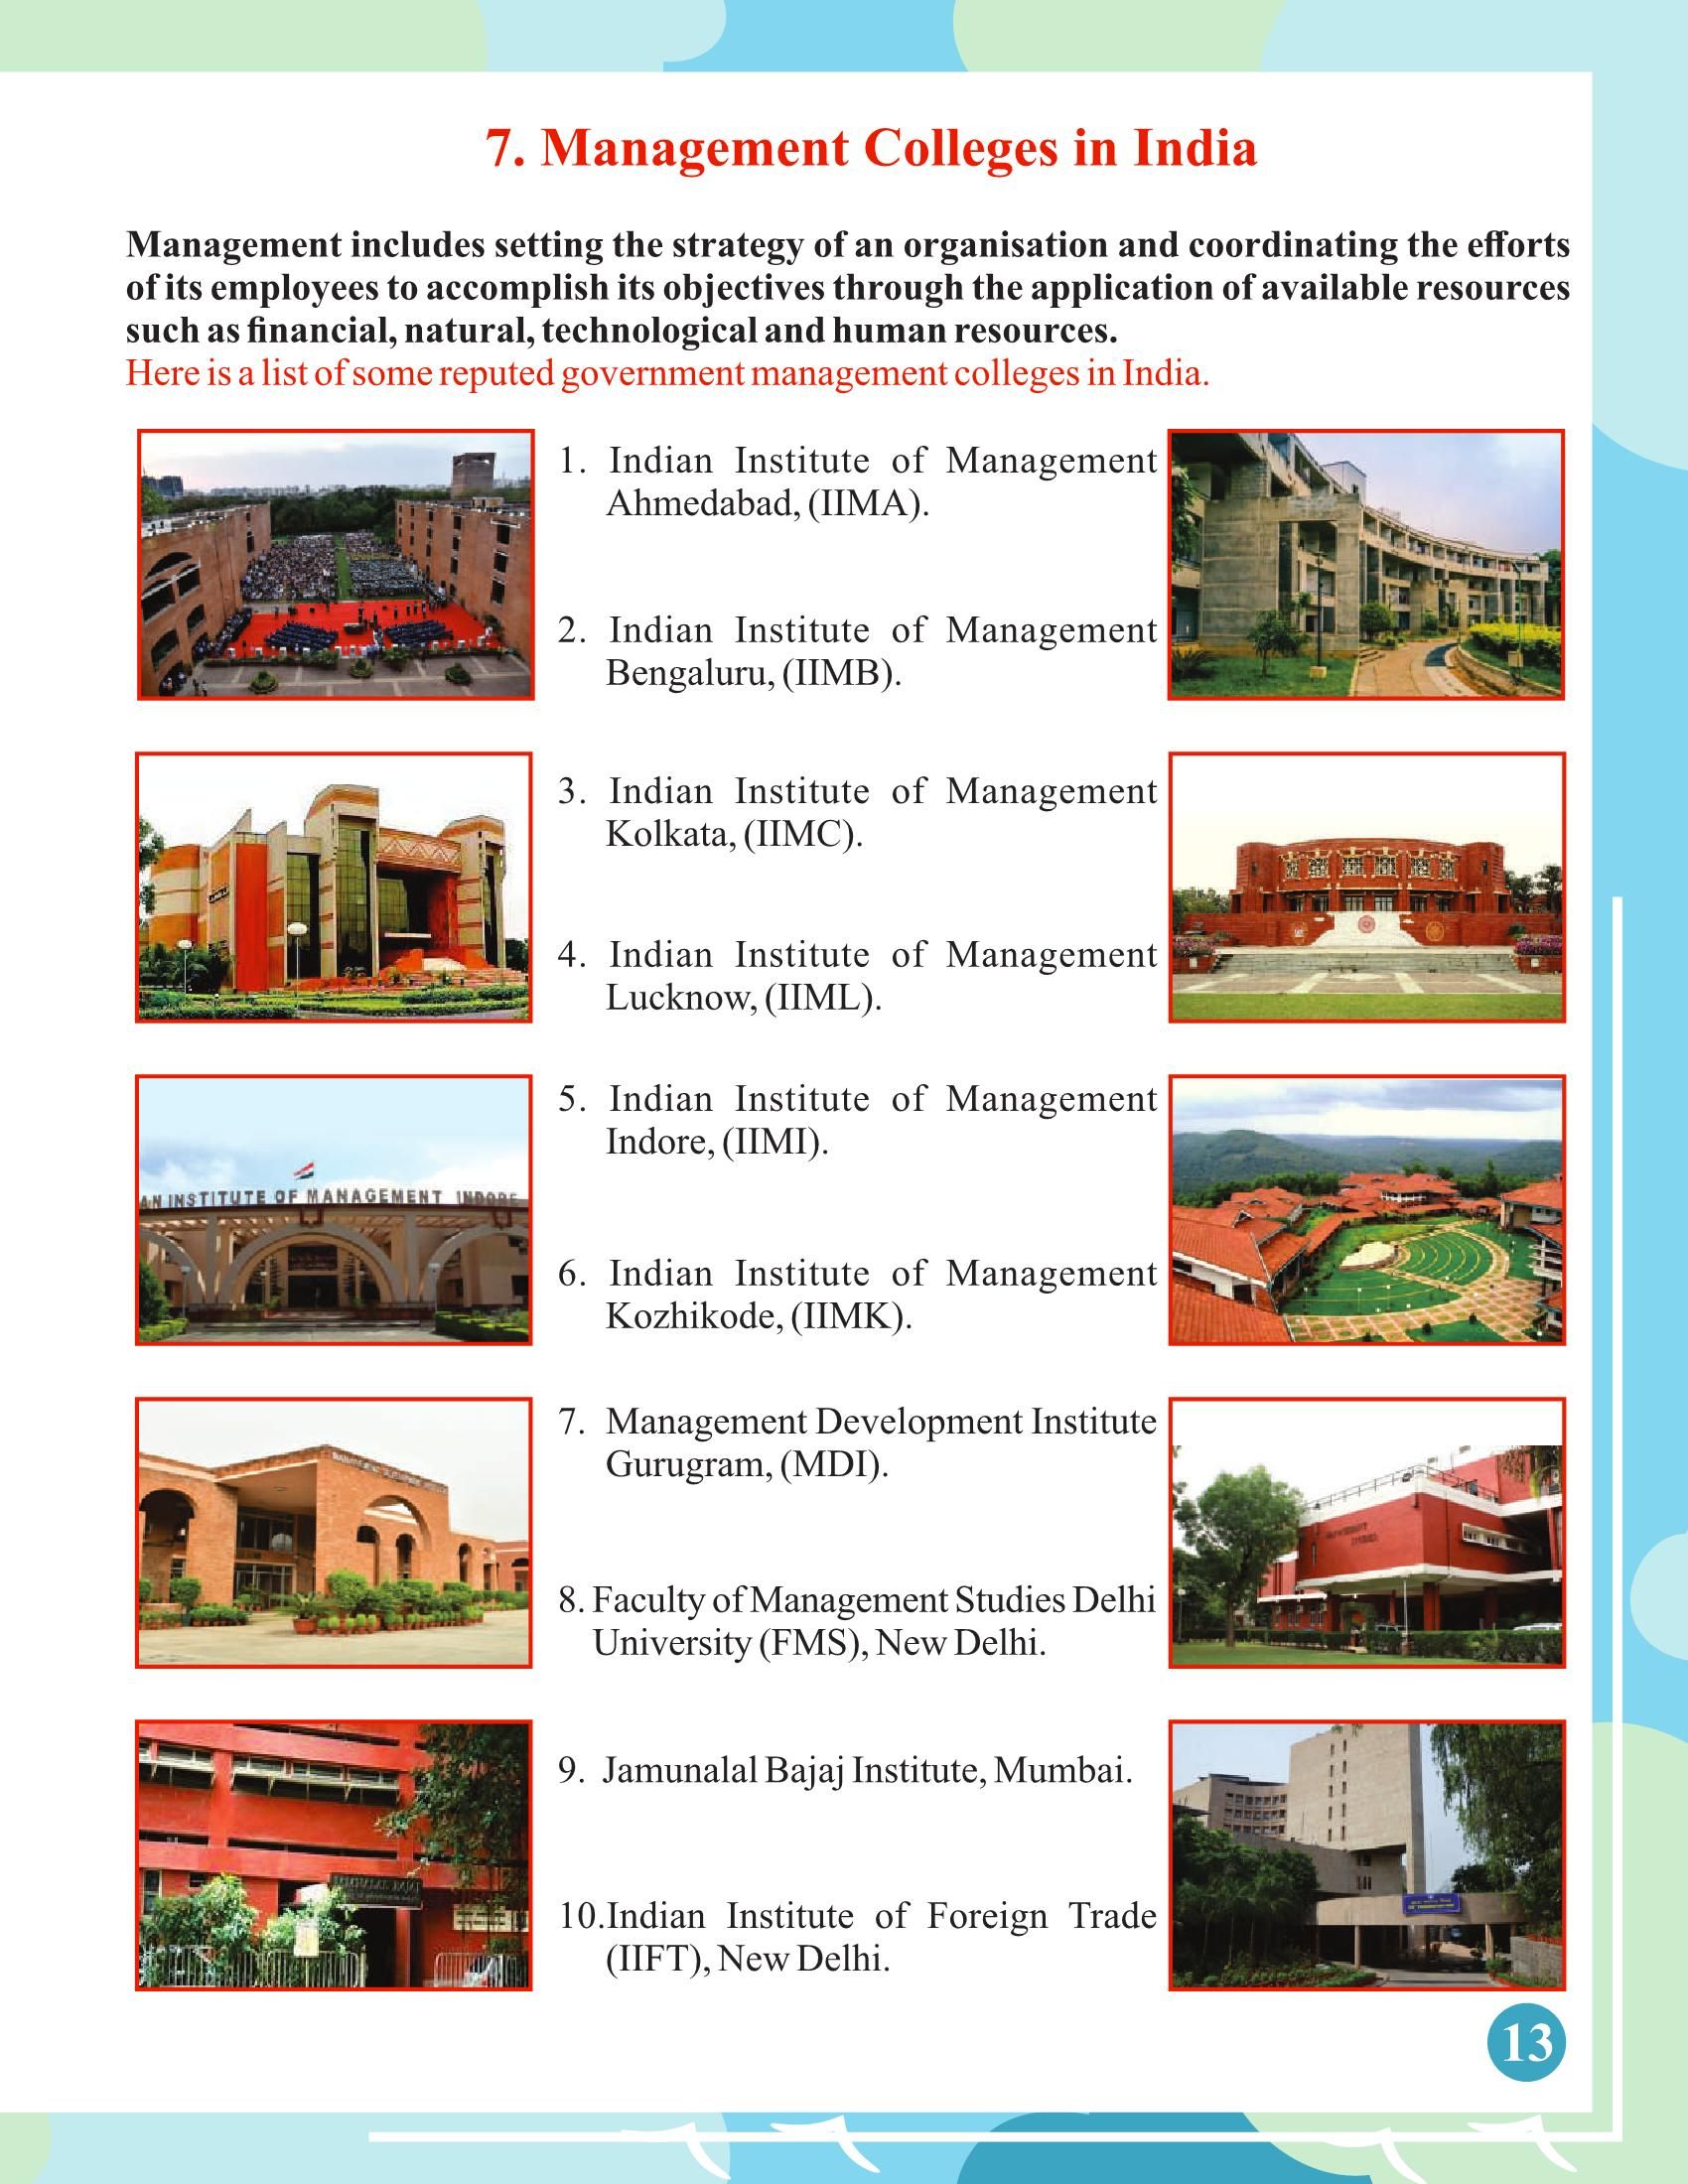 7. Management Colleges in India
Management includes setting the strategy of an organisation and coordinating the efforts
of its employees to accomplish its objectives through the application of available resources
such as financial, natural, technological and human resources.
Here is a list of some reputed government management colleges in India.
1. Indian Institute of Management
Ahmedabad, (IIMA).
2. Indian Institute of Management
Bengaluru, (IIMB).
3. Indian Institute of Management
Kolkata, (IIMC).
4. Indian Institute of Management
Lucknow, (IIML).
AN INSTITUTE OF MANAGEMENT INDORE
5. Indian Institute of Management
Indore, (IIMI).
6. Indian Institute of Management
Kozhikode, (IIMK).
7. Management Development Institute
Gurugram, (MDI).
8. Faculty of Management Studies Delhi
University (FMS), New Delhi.
9. Jamunalal Bajaj Institute, Mumbai.
10.Indian Institute of Foreign Trade
(IIFT), New Delhi.
13